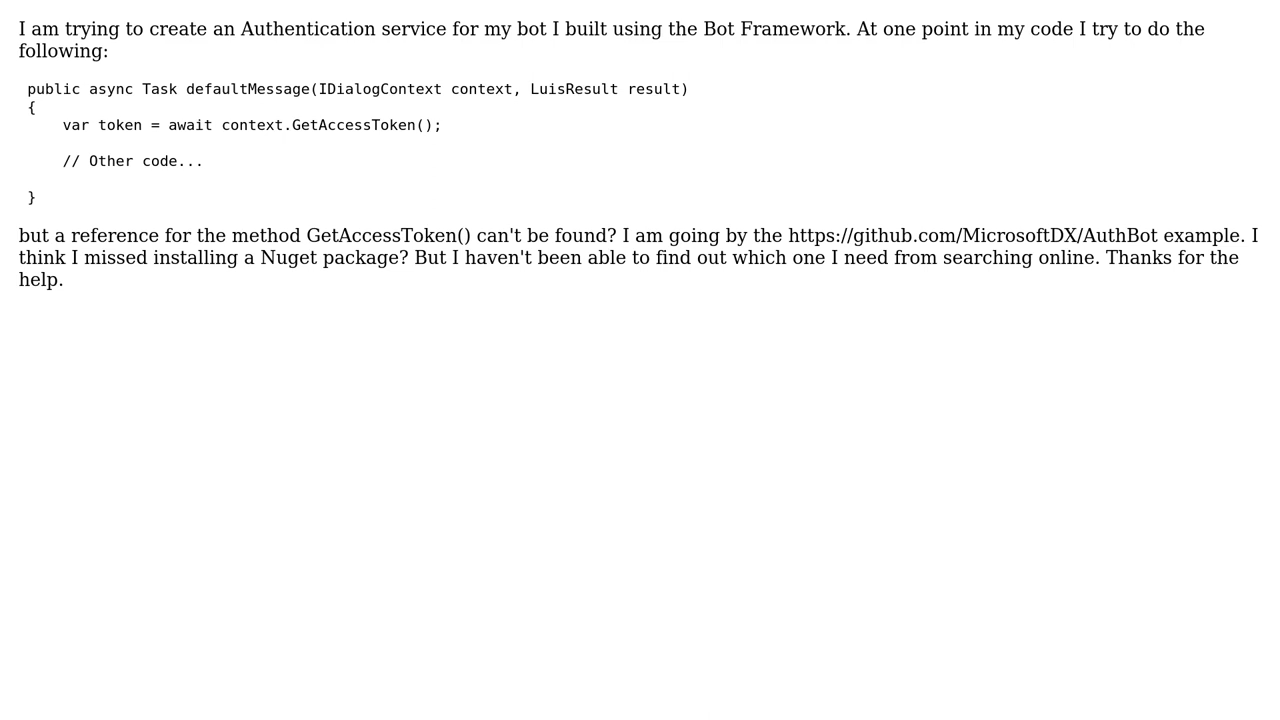 I am trying to create an Authentication service for my bot I built using the Bot Framework. At one point in my code I try to do the
following:
public async Task defaultMessage(IDialogContext context, LuisResult result)
{
    var token = await context.GetAccessToken();
    // Other code...
}
but a reference for the method GetAccessToken() can't be found? I am going by the https://github.com/MicrosoftDX/AuthBot example. I
think I missed installing a Nuget package? But I haven't been able to find out which one I need from searching online. Thanks for the
help.